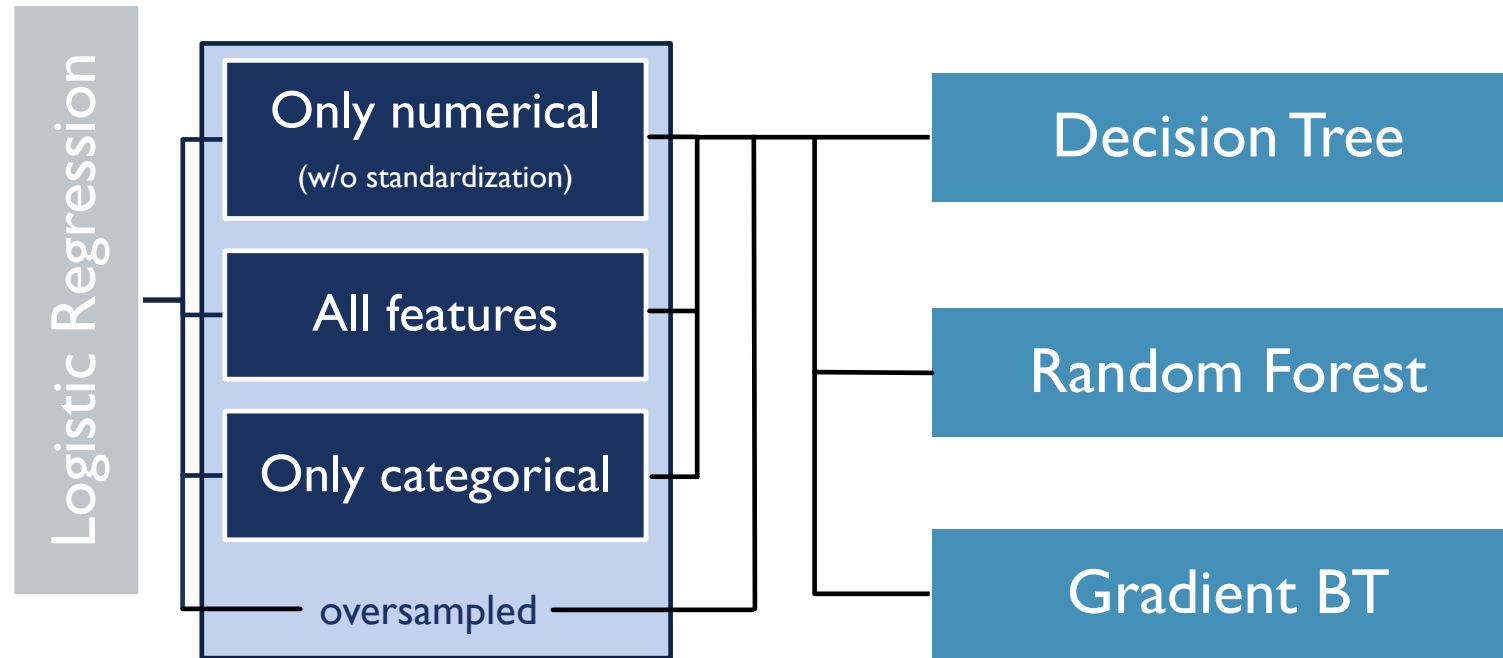 Logistic Regression
Only numerical
(w/o standardization)
All features
Only categorical
oversampled
Decision Tree
Random Forest
Gradient BT